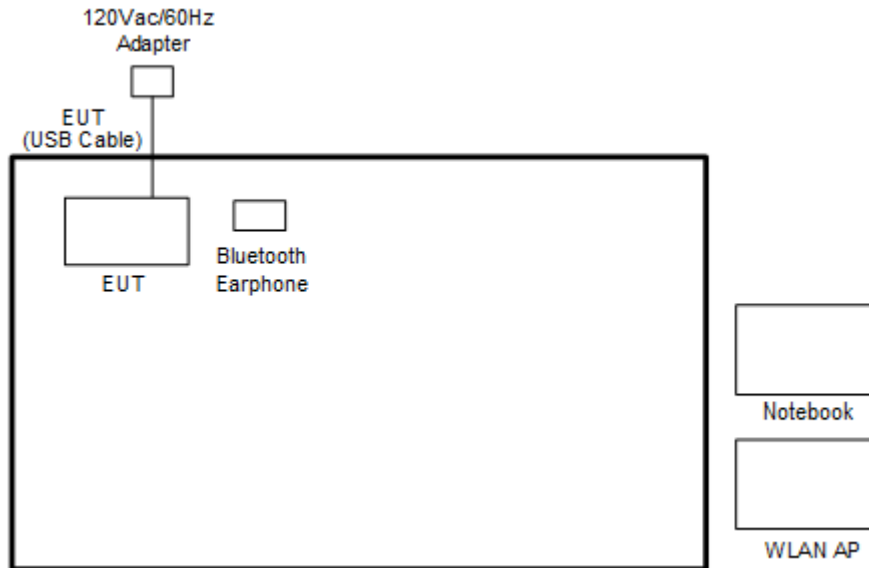 120Vac/60Hz
Adapter
EUT
(USB Cable)
EUT
Bluetooth
Earphone
Notebook
WLAN AP